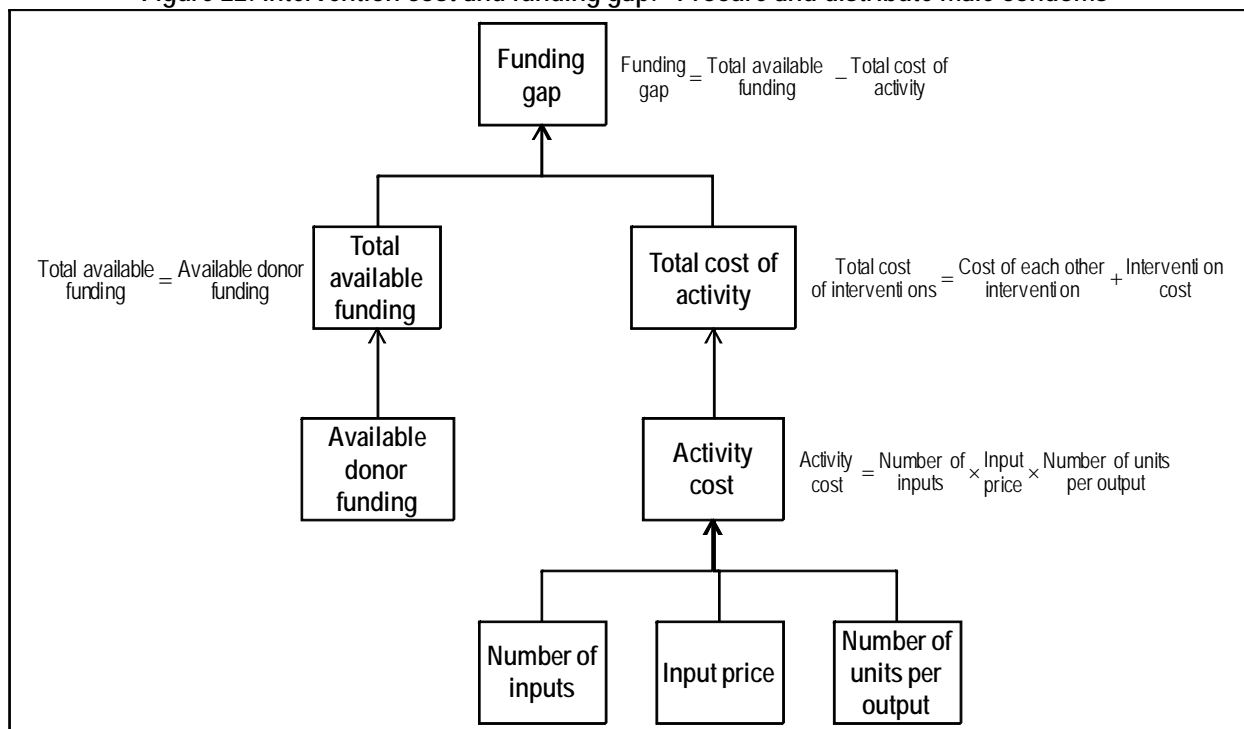 Figure 22: Intervention cost and funding gap: Procure and distribute male condoms
Funding
gap
Funding
gap
=
Total available
funding
–
Total cost of
activity
Total available
funding
=
Available donor
funding
Total
available
funding
Total cost of
activity
Total cost
of interventions
=
Cost of each other
intervention
+
Intervention
cost
Available
donor
funding
Activity
cost
Activity
cost
=
Number of
inputs
×
Input
price
×
Number of units
per output
Number of
inputs
Input price
Number of
units per
output